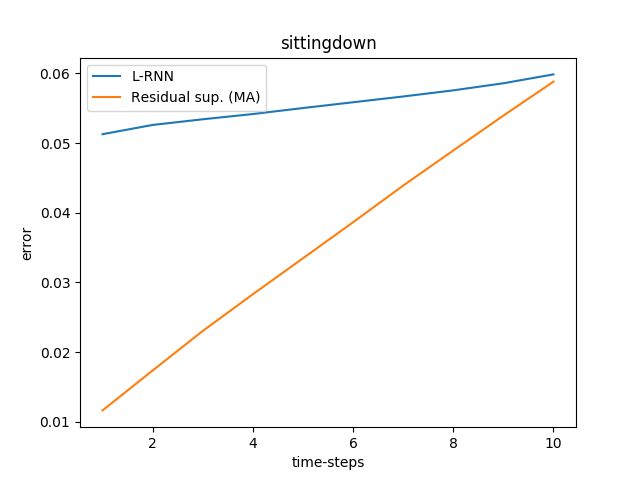 sittingdown
L-RNN
Residual sup. (MA)
error
0.06
0.05
0.04
0.03
0.02
0.01
2 4 6 8 10
time-steps